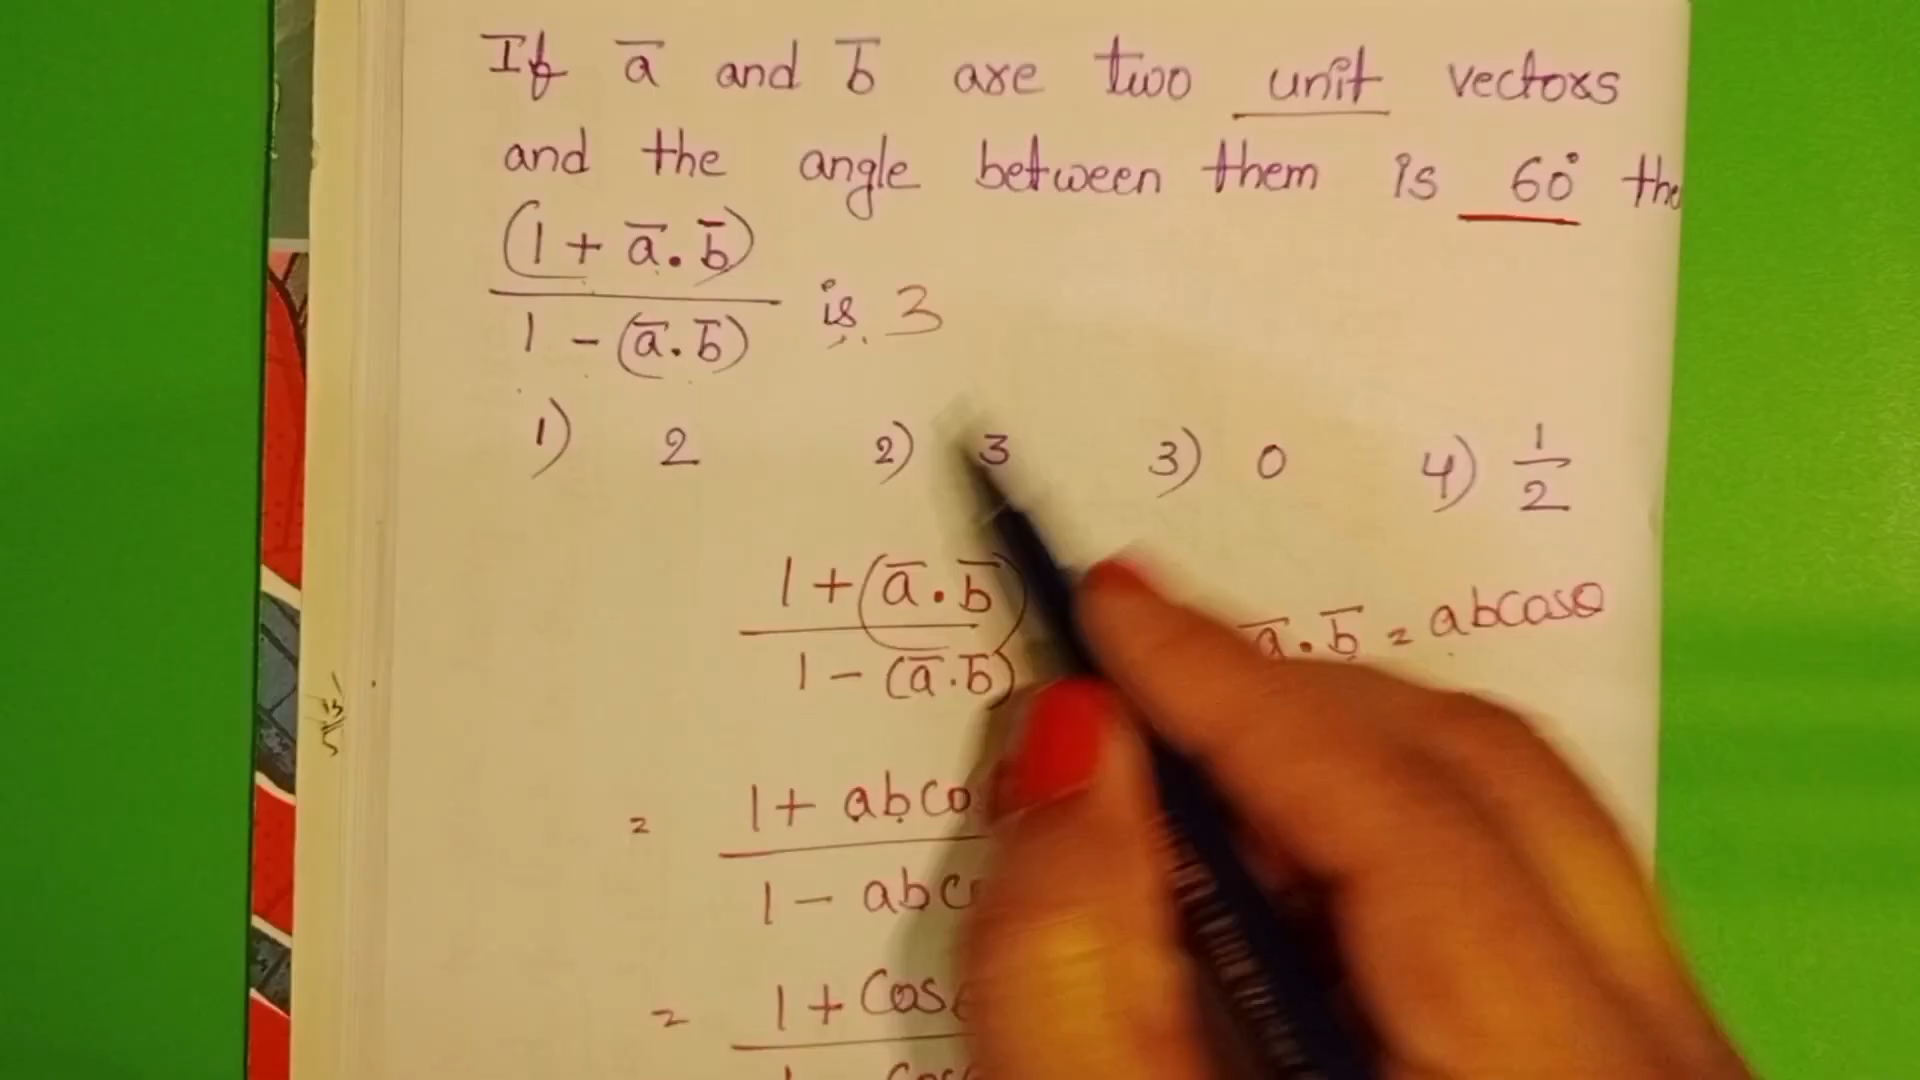 If a̅ and b̅ are two unit vectors
and the angle between them is 60° the
(1 + a̅ . b̅)
1 - (a̅ . b̅)
is 3
1) 2 2) 3 3) 0 4) 1/2
1 + (a̅ . b̅)
1 - (a̅ . b̅)
a̅ . b̅ = abcosθ
= 1 + abco
1 - abc
= 1 + Cos